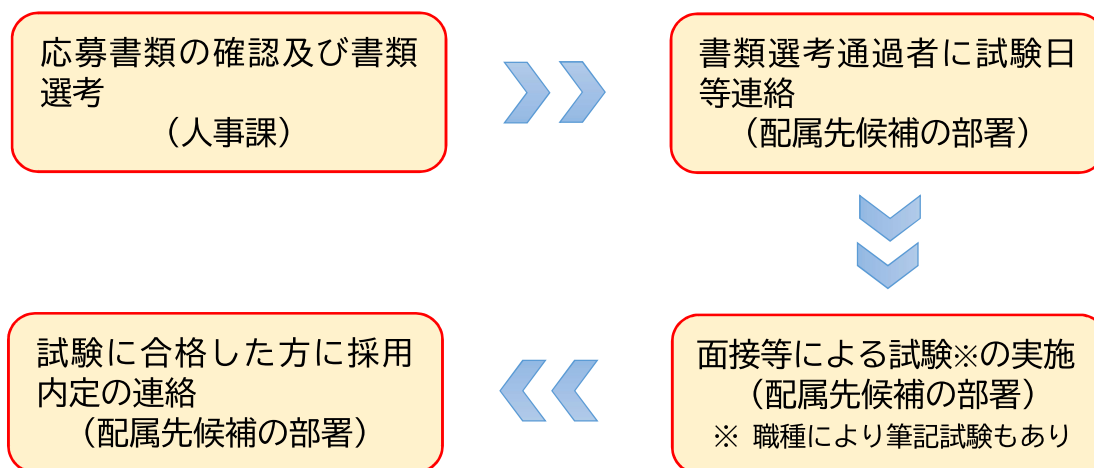 応募書類の確認及び書類
選考
（人事課）
書類選考通過者に試験日
等連絡
（配属先候補の部署）
面接等による試験※の実施
（配属先候補の部署）
※ 職種により筆記試験もあり
試験に合格した方に採用
内定の連絡
（配属先候補の部署）